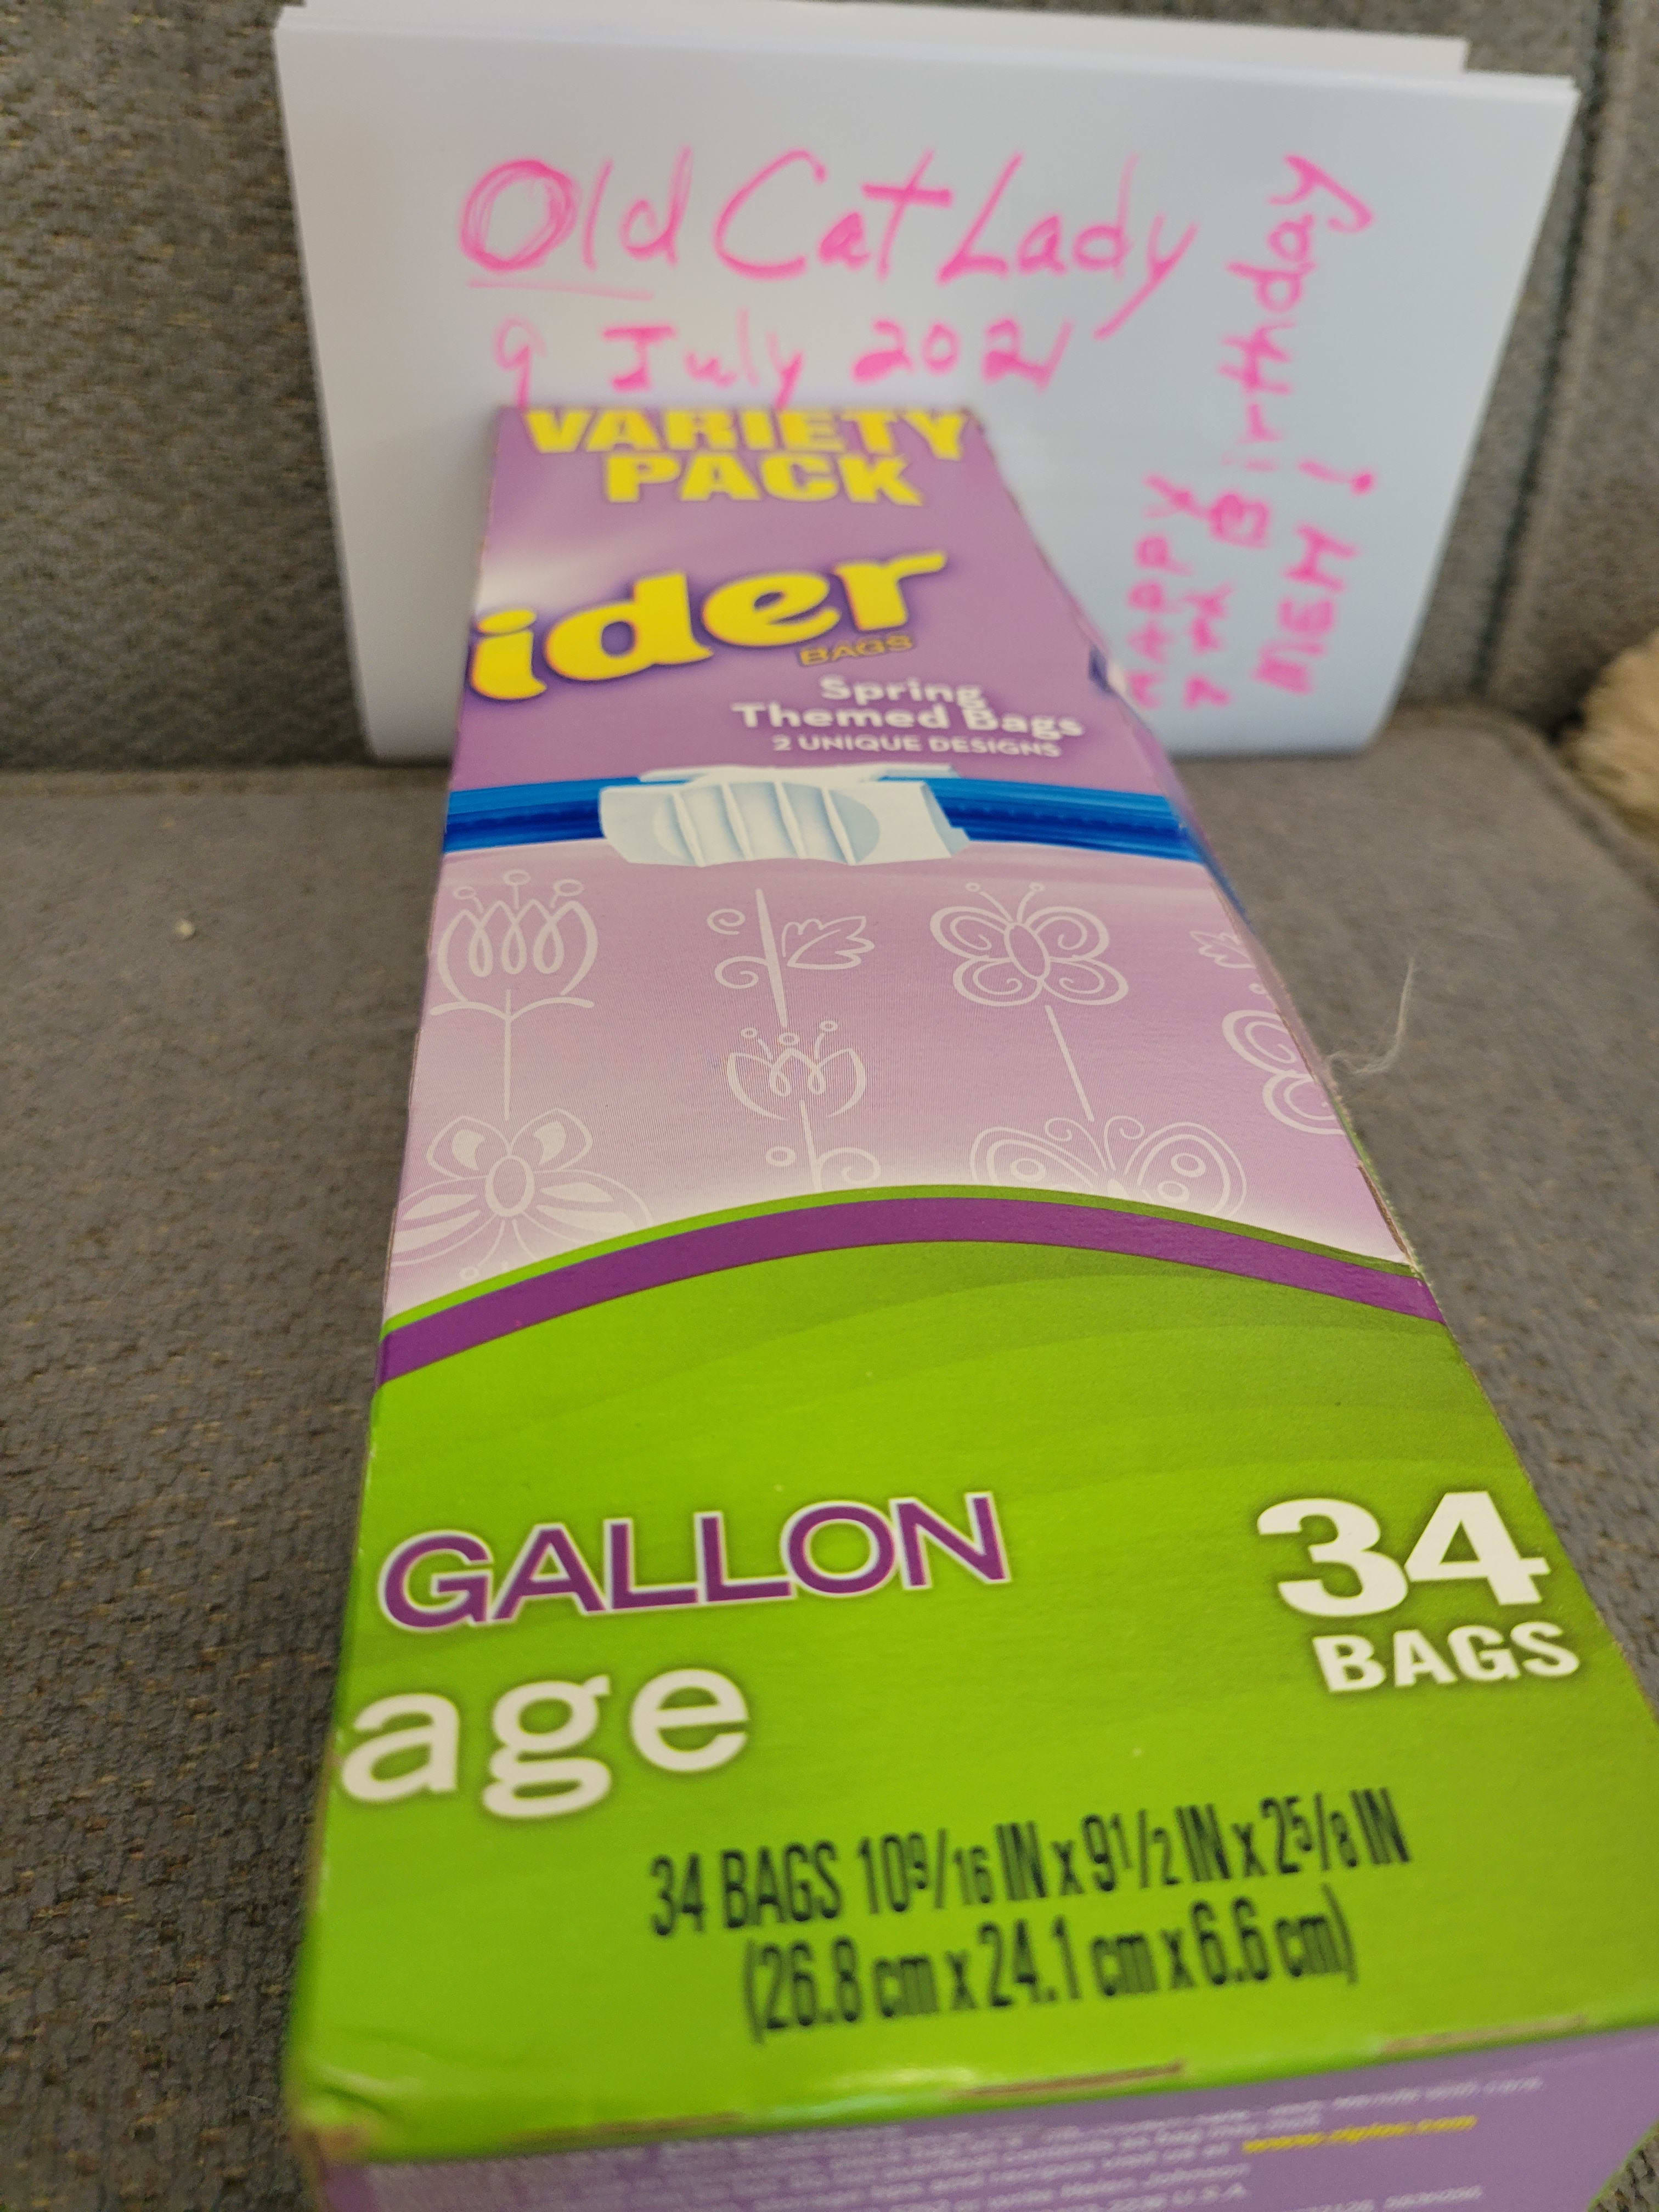 Old Cat Lady
9 July 2021
HAPPY
7th Birthday
MEH!
VARIETY
PACK
ider
BAGS
Spring
Themed Bags
2 UNIQUE DESIGNS
GALLON
34
BAGS
age
34 BAGS 10 9/16 IN x 9 1/2 IN x 2 5/8 IN
(26.8 cm x 24.1 cm x 6.6 cm)